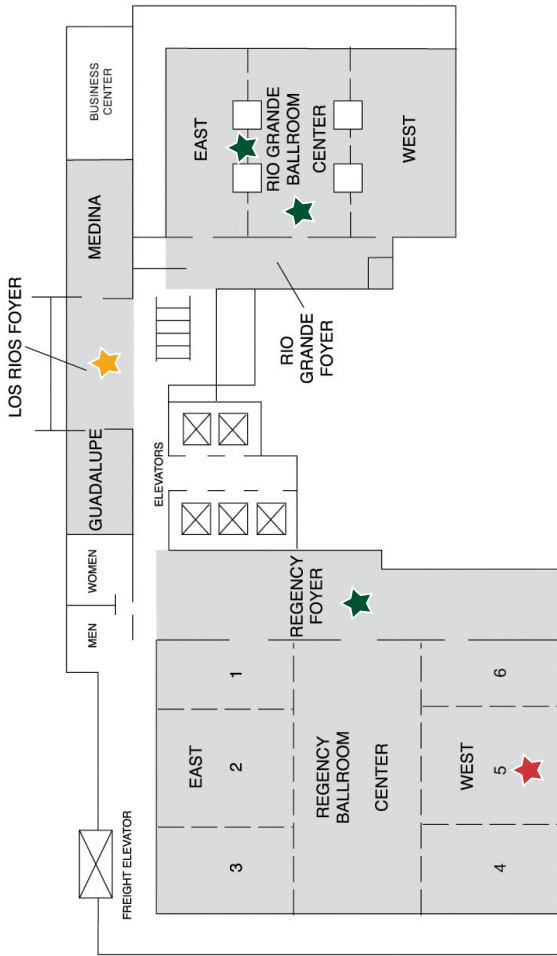 LOS RIOS FOYER
BUSINESS
CENTER
MEDINA
GUADALUPE
WOMEN
MEN
FREIGHT ELEVATOR
ELEVATORS
EAST
RIO GRANDE
BALLROOM
CENTER
WEST
RIO
GRANDE
FOYER
REGENCY
FOYER
EAST
1
2
3
REGENCY
BALLROOM
CENTER
WEST
4
5
6